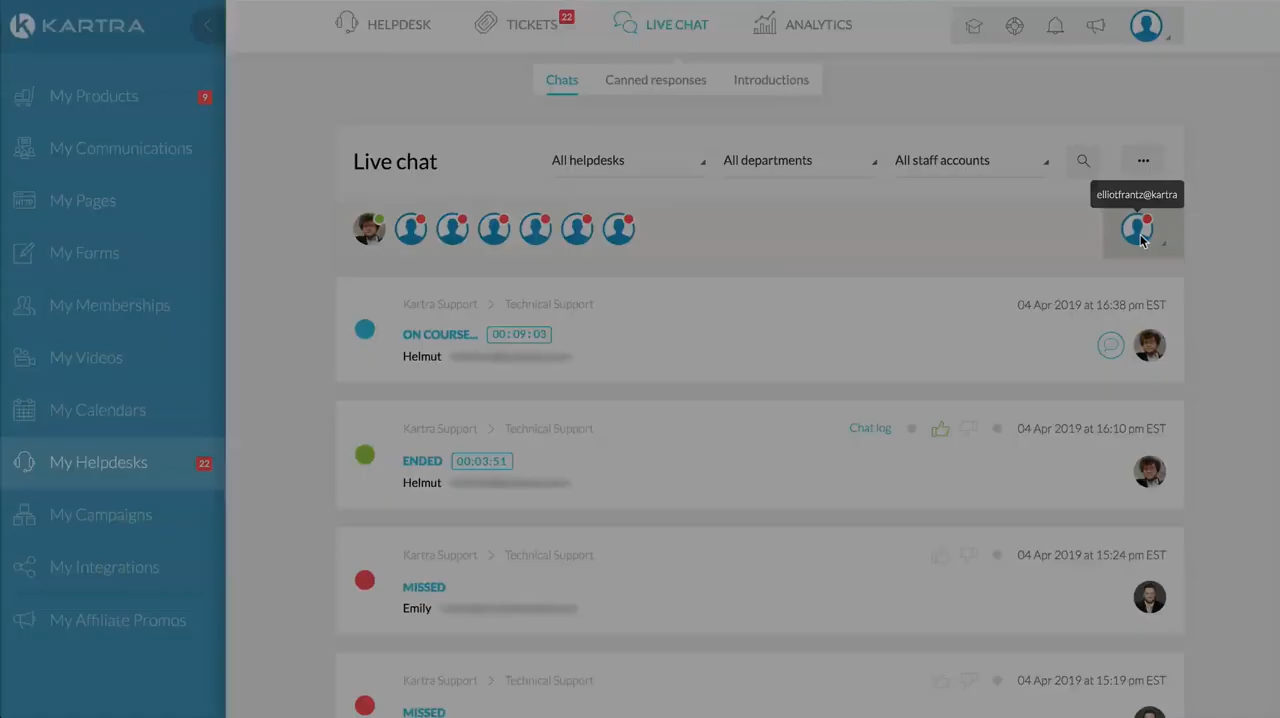 KARTRA
HELPDESK
TICKETS 22
LIVE CHAT
ANALYTICS
My Products 9
My Communications
HTTP My Pages
My Forms
My Memberships
My Videos
My Calendars
My Helpdesks 22
My Campaigns
My Integrations
My Affiliate Promos
Chats Canned responses Introductions
Live chat All helpdesks All departments All staff accounts
elliotfrantz@kartra
Kartra Support > Technical Support 04 Apr 2019 at 16:38 pm EST
ON COURSE... 00:09:03
Helmut
Kartra Support > Technical Support Chat log 04 Apr 2019 at 16:10 pm EST
ENDED 00:03:51
Helmut
Kartra Support > Technical Support 04 Apr 2019 at 15:24 pm EST
MISSED
Emily
Kartra Support > Technical Support 04 Apr 2019 at 15:19 pm EST
MISSED